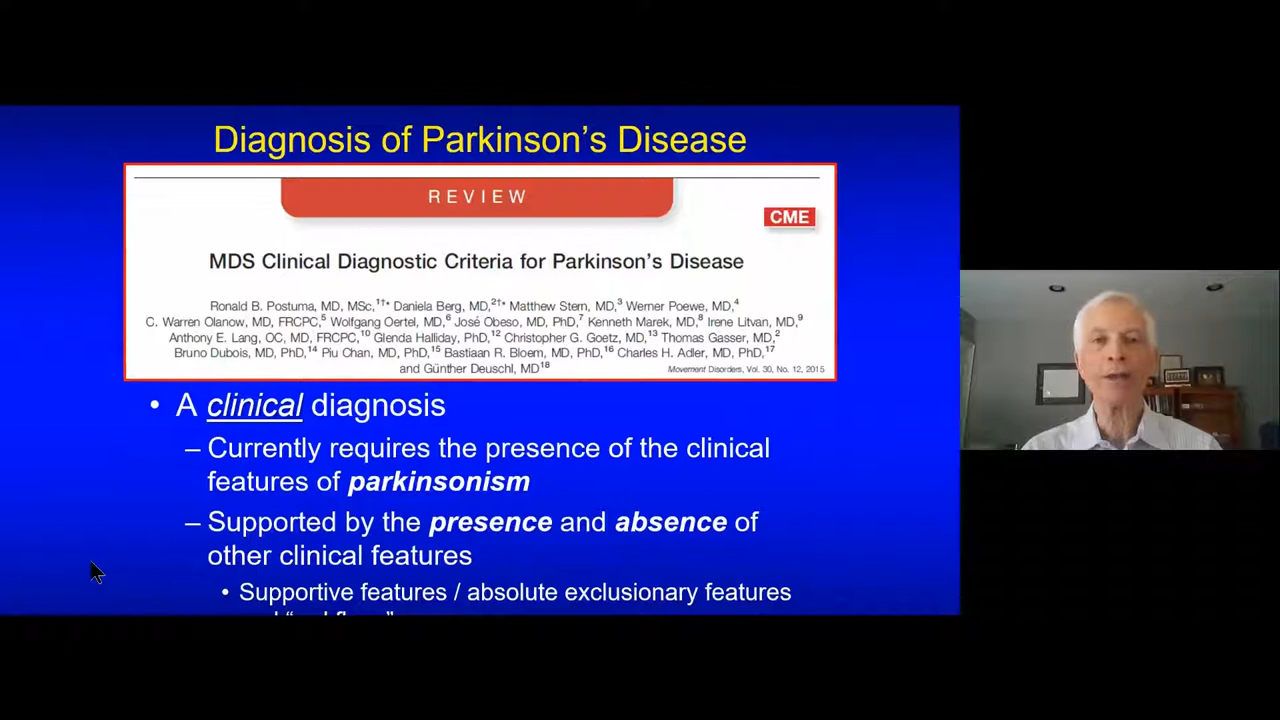 Diagnosis of Parkinson's Disease
REVIEW
CME
MDS Clinical Diagnostic Criteria for Parkinson's Disease
Ronald B. Postuma, MD, MSc,1†* Daniela Berg, MD,2†* Matthew Stern, MD,3 Werner Poewe, MD,4
C. Warren Olanow, MD, FRCPC,5 Wolfgang Oertel, MD,6 José Obeso, MD, PhD,7 Kenneth Marek, MD,8 Irene Litvan, MD,9
Anthony E. Lang, OC, MD, FRCPC,10 Glenda Halliday, PhD,12 Christopher G. Goetz, MD,13 Thomas Gasser, MD,2
Bruno Dubois, MD, PhD,14 Piu Chan, MD, PhD,15 Bastiaan R. Bloem, MD, PhD,16 Charles H. Adler, MD, PhD,17
and Günther Deuschl, MD18
Movement Disorders, Vol. 30, No. 12, 2015
• A clinical diagnosis
– Currently requires the presence of the clinical
features of parkinsonism
– Supported by the presence and absence of
other clinical features
• Supportive features / absolute exclusionary features